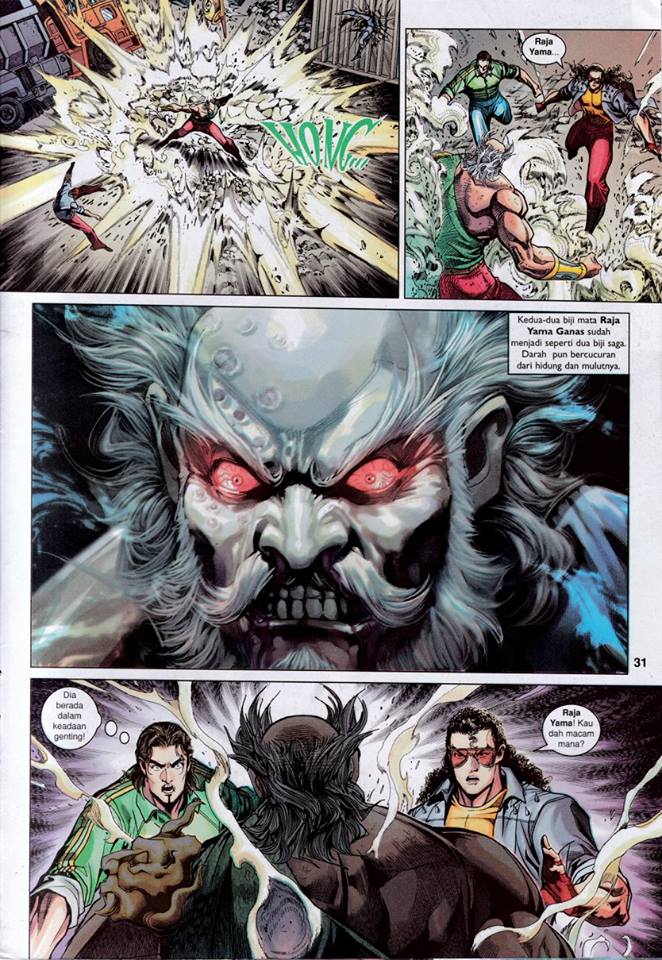 HONG...
Raja
Yama...
Kedua-dua biji mata Raja
Yama Ganas sudah
menjadi seperti dua biji saga.
Darah pun bercucuran
dari hidung dan mulutnya.
31
Dia
berada
dalam
keadaan
genting!
Raja
Yama! Kau
dah macam
mana?